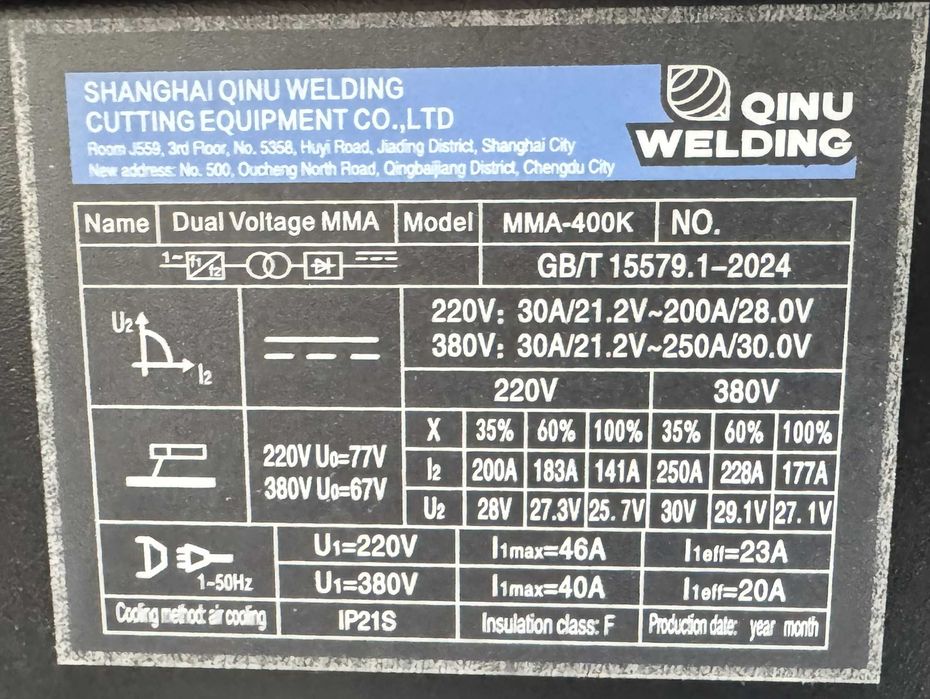 SHANGHAI QINU WELDING
CUTTING EQUIPMENT CO.,LTD
Room J559, 3rd Floor, No. 5358, Huyi Road, Jiading District, Shanghai City
New address: No. 500, Oucheng North Road, Qingbaijiang District, Chengdu City
QINU
WELDING
Name Dual Voltage MMA Model MMA-400K NO.
1~ f1/f2 GB/T 15579.1-2024
U2 I2
220V: 30A/21.2V~200A/28.0V
380V: 30A/21.2V~250A/30.0V
220V 380V
220V U0=77V
380V U0=67V
X 35% 60% 100% 35% 60% 100%
I2 200A 183A 141A 250A 228A 177A
U2 28V 27.3V 25.7V 30V 29.1V 27.1V
1~50Hz
U1=220V I1max=46A I1eff=23A
U1=380V I1max=40A I1eff=20A
Cooling method: air cooling IP21S Insulation class: F Production date: year month